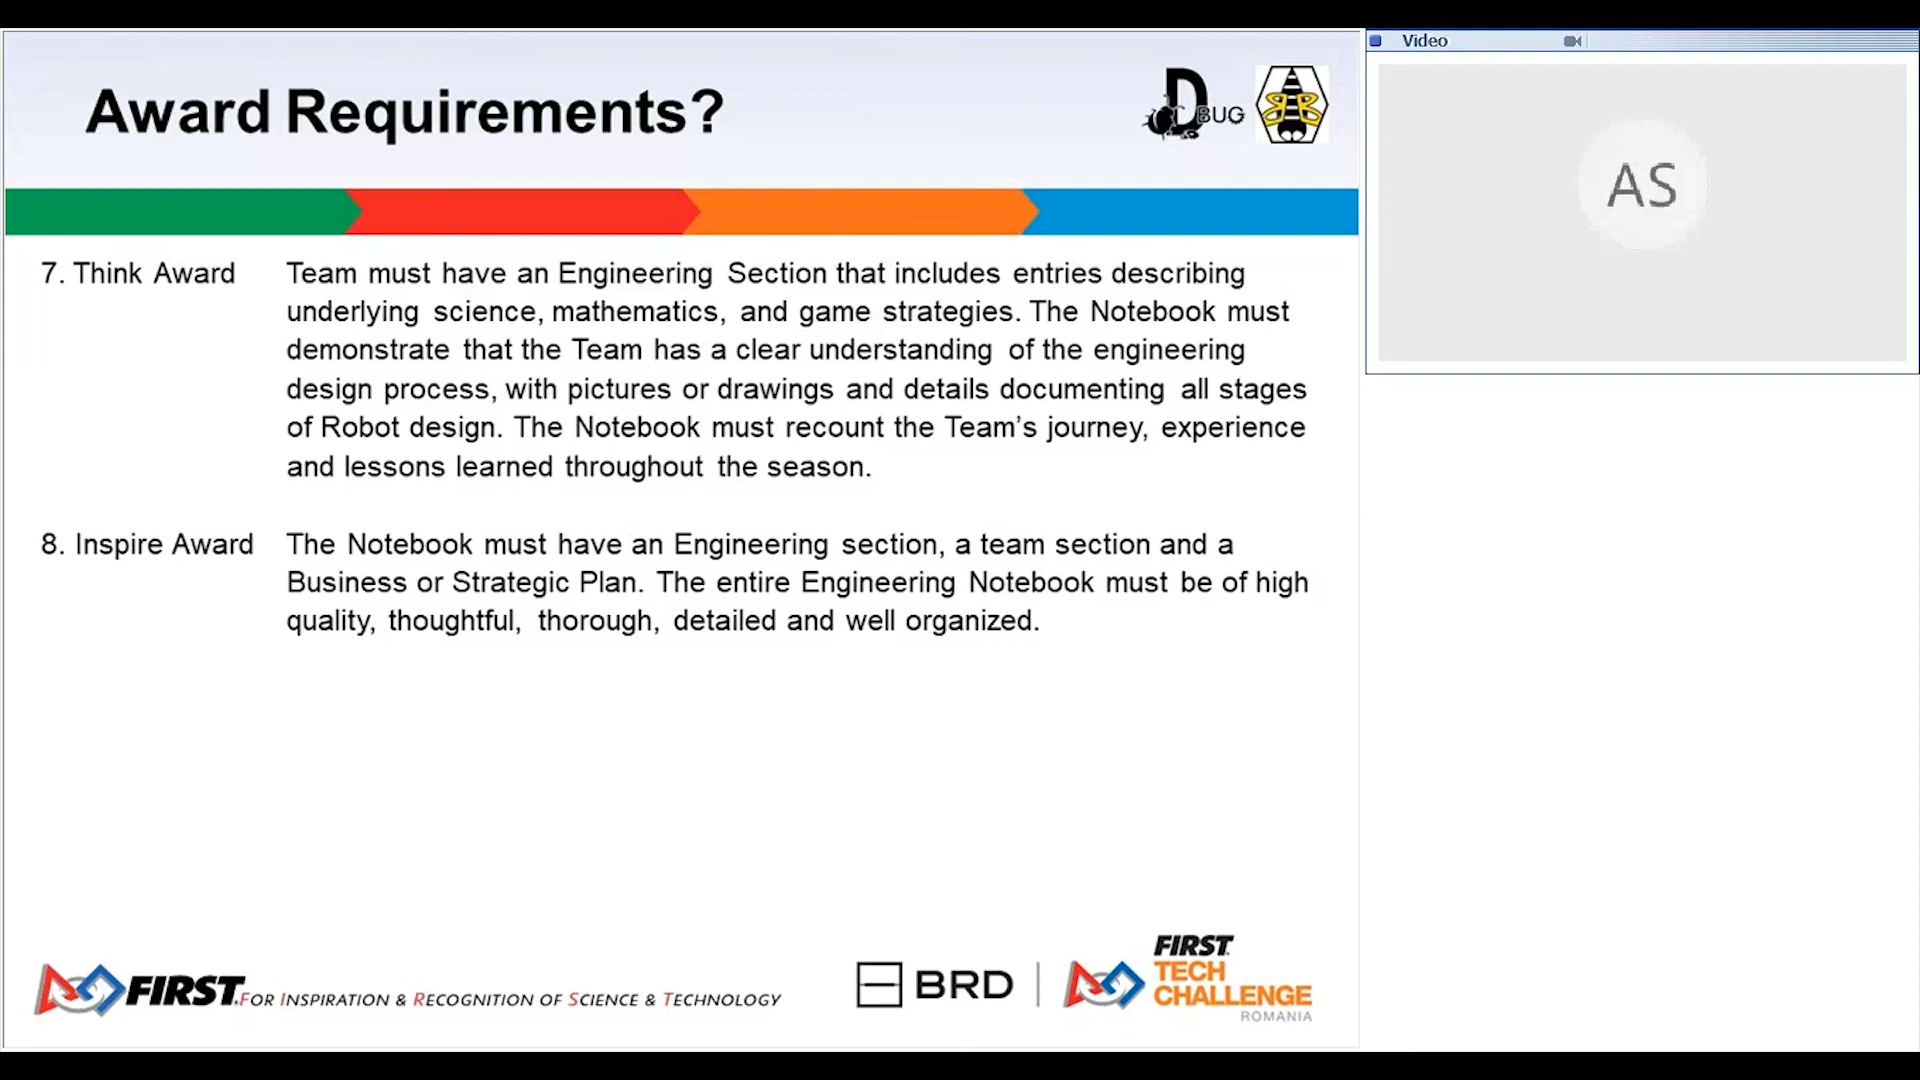 Award Requirements?
D
BUG
Video
AS
7. Think Award
Team must have an Engineering Section that includes entries describing
underlying science, mathematics, and game strategies. The Notebook must
demonstrate that the Team has a clear understanding of the engineering
design process, with pictures or drawings and details documenting all stages
of Robot design. The Notebook must recount the Team’s journey, experience
and lessons learned throughout the season.
8. Inspire Award
The Notebook must have an Engineering section, a team section and a
Business or Strategic Plan. The entire Engineering Notebook must be of high
quality, thoughtful, thorough, detailed and well organized.
FIRST. FOR INSPIRATION & RECOGNITION OF SCIENCE & TECHNOLOGY
BRD
FIRST.
TECH
CHALLENGE
ROMANIA